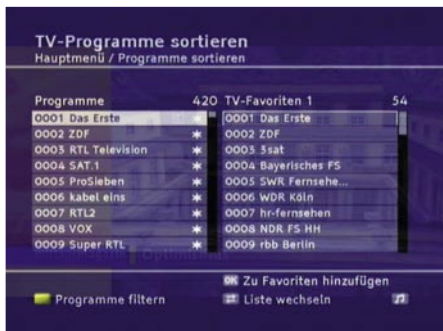 TV-Programme sortieren
Hauptmenü / Programme sortieren
Programme 420 TV-Favoriten 1 54
0001 Das Erste * 0001 Das Erste
0002 ZDF * 0002 ZDF
0003 RTL Television * 0003 3sat
0004 SAT.1 * 0004 Bayerisches FS
0005 ProSieben * 0005 SWR Fernsehe...
0006 kabel eins * 0006 WDR Köln
0007 RTL2 * 0007 hr-fernsehen
0008 VOX * 0008 NDR FS HH
0009 Super RTL * 0009 rbb Berlin
OK Zu Favoriten hinzufügen
Programme filtern Liste wechseln